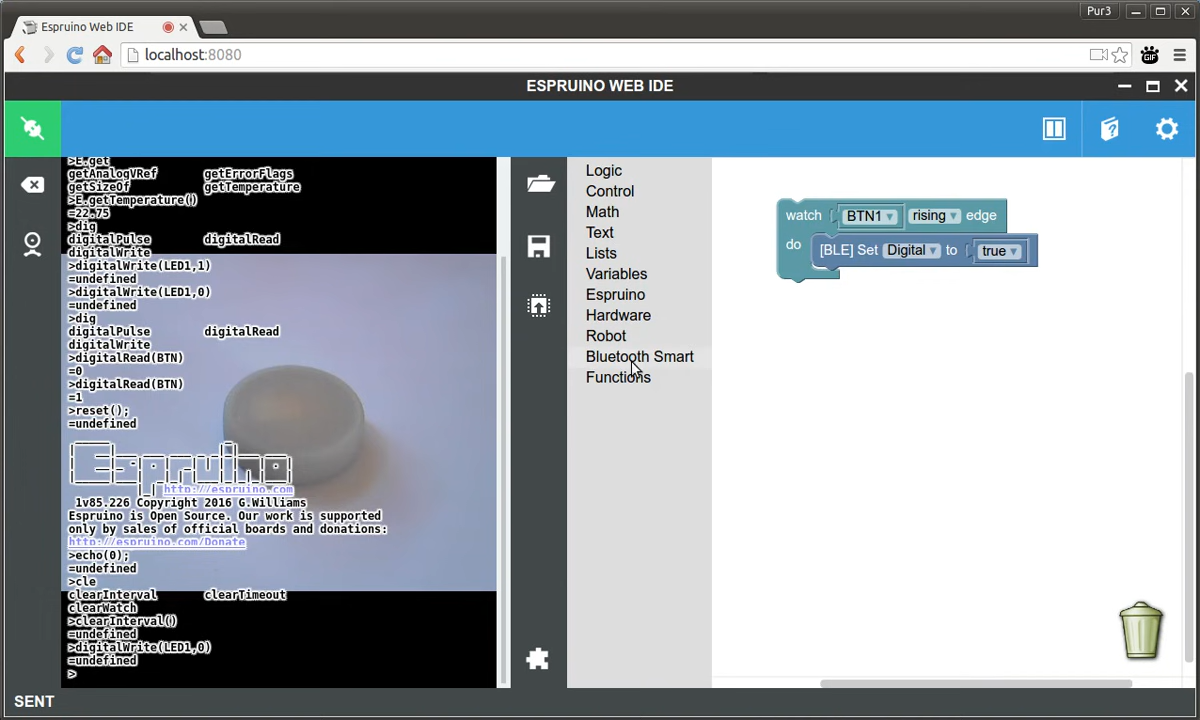 Pur3
Espruino Web IDE
localhost:8080
GIF
ESPRUINO WEB IDE
>E.get
getAnalogVRef getErrorFlags
getSizeOf getTemperature
>E.getTemperature()
=22.75
>dig
digitalPulse digitalRead
digitalWrite
>digitalWrite(LED1,1)
=undefined
>digitalWrite(LED1,0)
=undefined
>dig
digitalPulse digitalRead
digitalWrite
>digitalRead(BTN)
=0
>digitalRead(BTN)
=1
>reset();
=undefined
Espruino
http://espruino.com
1v85.226 Copyright 2016 G.Williams
Espruino is Open Source. Our work is supported
only by sales of official boards and donations:
http://espruino.com/Donate
>echo(0);
=undefined
>cle
clearInterval clearTimeout
clearWatch
>clearInterval()
=undefined
>digitalWrite(LED1,0)
=undefined
>
Logic
Control
Math
Text
Lists
Variables
Espruino
Hardware
Robot
Bluetooth Smart
Functions
watch BTN1 rising edge
do [BLE] Set Digital to true
SENT